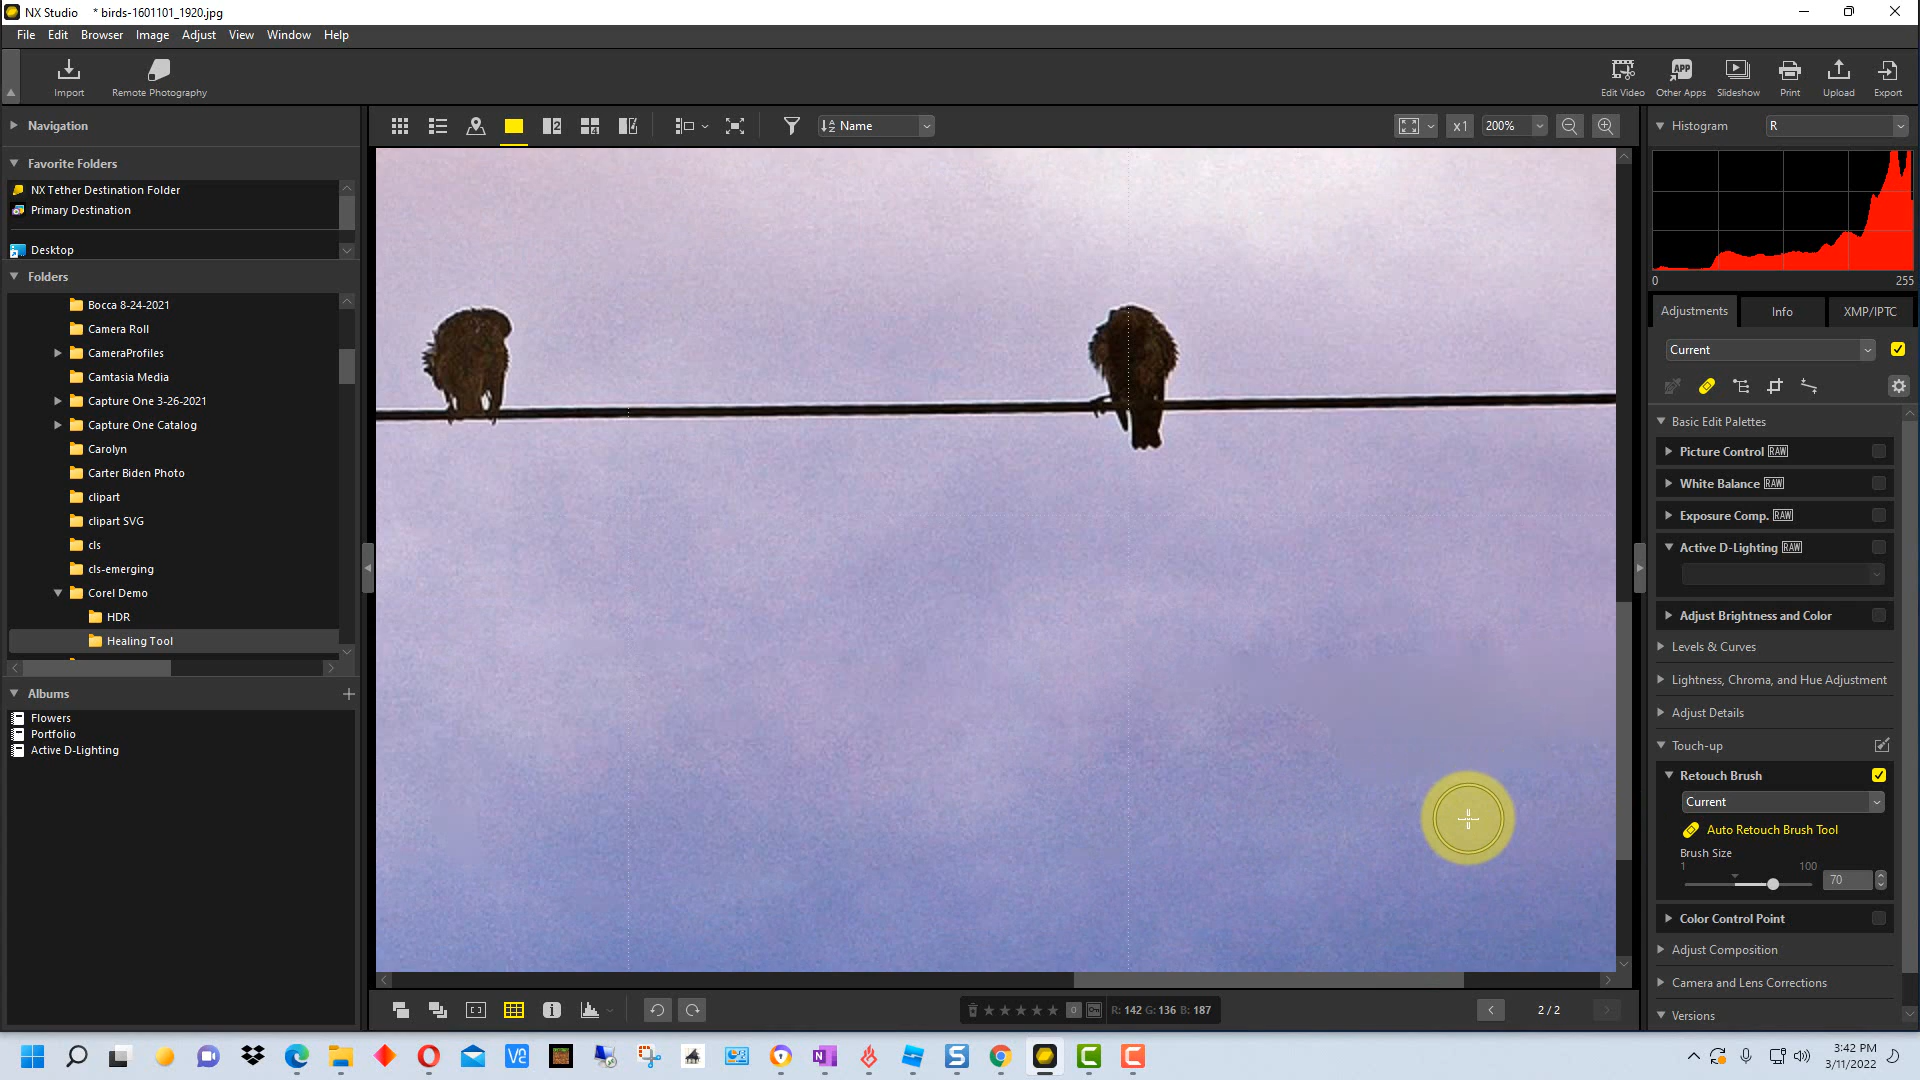 NX Studio * birds-1601101_1920.jpg
File Edit Browser Image Adjust View Window Help
Import Remote Photography
Edit Video Other Apps Slideshow Print Upload Export
APP
Navigation
Favorite Folders
NX Tether Destination Folder
Primary Destination
Desktop
Folders
Bocca 8-24-2021
Camera Roll
CameraProfiles
Camtasia Media
Capture One 3-26-2021
Capture One Catalog
Carolyn
Carter Biden Photo
clipart
clipart SVG
cls
cls-emerging
Corel Demo
HDR
Healing Tool
Albums
Flowers
Portfolio
Active D-Lighting
Name
x1 200%
Histogram R
0 255
Adjustments Info XMP/IPTC
Current
Basic Edit Palettes
Picture Control RAW
White Balance RAW
Exposure Comp. RAW
Active D-Lighting RAW
Adjust Brightness and Color
Levels & Curves
Lightness, Chroma, and Hue Adjustment
Adjust Details
Touch-up
Retouch Brush
Current
Auto Retouch Brush Tool
Brush Size
1 100
70
Color Control Point
Adjust Composition
Camera and Lens Corrections
Versions
0 R: 142 G: 136 B: 187
2 / 2
3:42 PM
3/11/2022